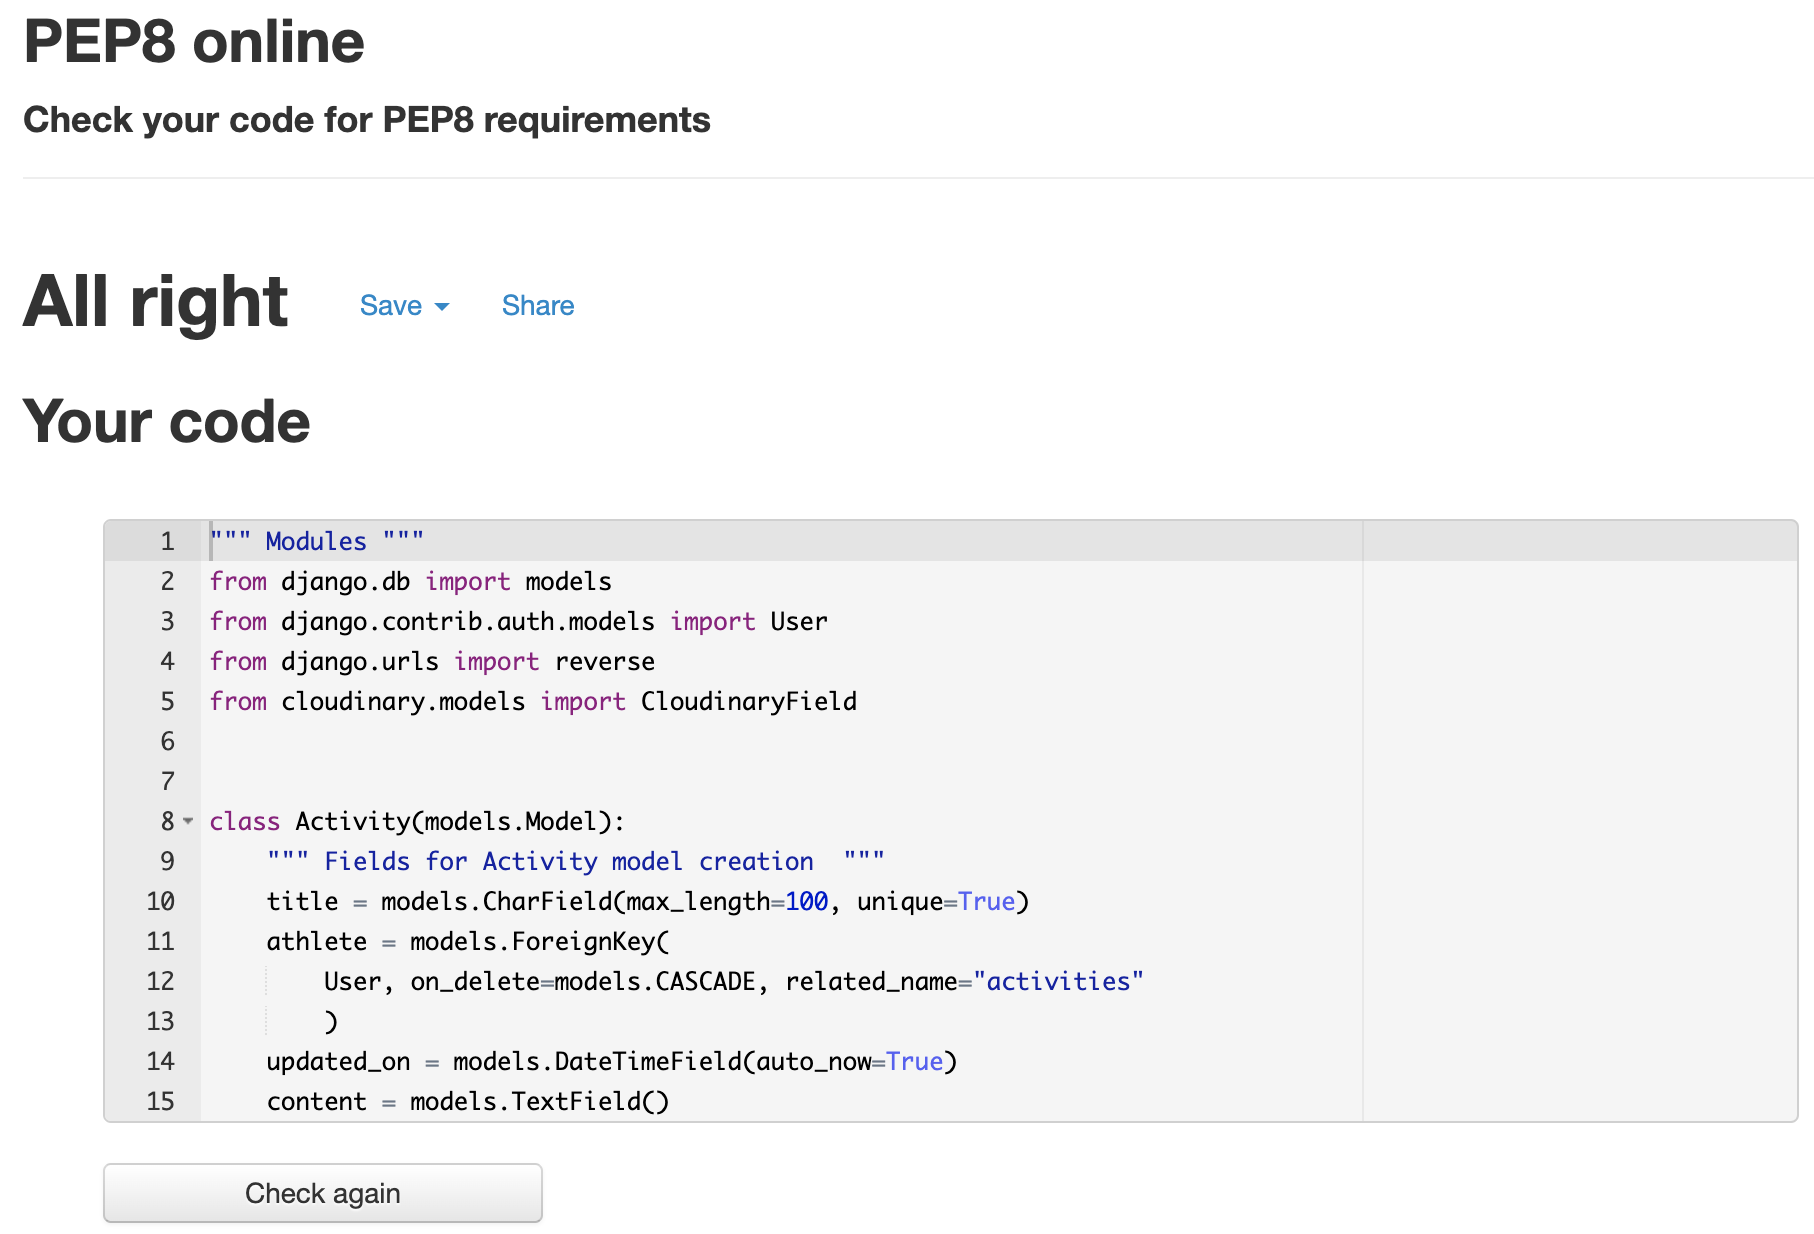 PEP8 online
Check your code for PEP8 requirements
All right Save Share
Your code
1 """ Modules """
2 from django.db import models
3 from django.contrib.auth.models import User
4 from django.urls import reverse
5 from cloudinary.models import CloudinaryField
6
7
8 class Activity(models.Model):
9     """ Fields for Activity model creation  """
10     title = models.CharField(max_length=100, unique=True)
11     athlete = models.ForeignKey(
12         User, on_delete=models.CASCADE, related_name="activities"
13         )
14     updated_on = models.DateTimeField(auto_now=True)
15     content = models.TextField()
Check again